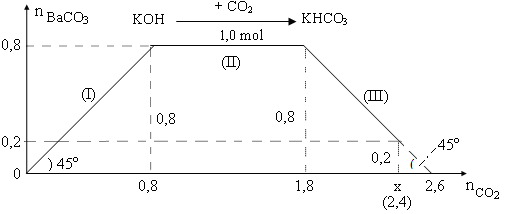 n BaCO3
KOH + CO2 KHCO3
0,8 1,0 mol
(I) (II) (III)
0,8 0,8
0,2
) 45° 0,2 45°
0
0,8 1,8 x 2,6 n CO2
(2,4)